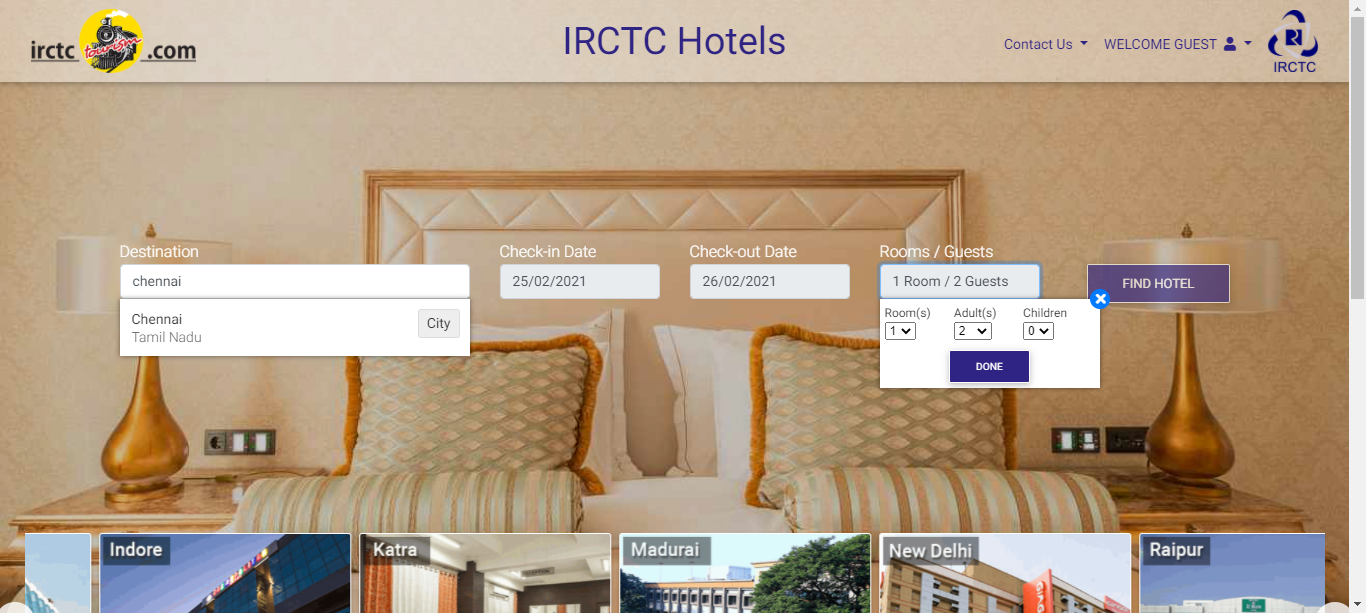 irctc tourism .com
IRCTC Hotels
Contact Us
WELCOME GUEST
IRCTC
Destination
Check-in Date
Check-out Date
Rooms / Guests
chennai
25/02/2021
26/02/2021
1 Room / 2 Guests
FIND HOTEL
Chennai
Tamil Nadu
City
Room(s)
Adult(s)
Children
1
2
0
DONE
Indore
Katra
Madurai
New Delhi
Raipur